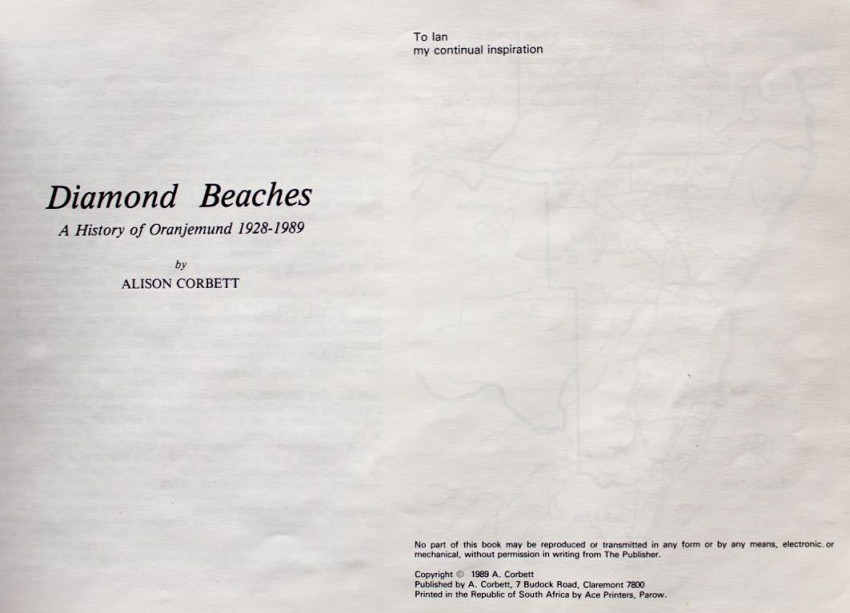 Diamond Beaches
A History of Oranjemund 1928-1989
by
ALISON CORBETT
To Ian
my continual inspiration
No part of this book may be reproduced or transmitted in any form or by any means, electronic or
mechanical, without permission in writing from The Publisher.
Copyright © 1989 A. Corbett
Published by A. Corbett, 7 Budock Road, Claremont 7800
Printed in the Republic of South Africa by Ace Printers, Parow.